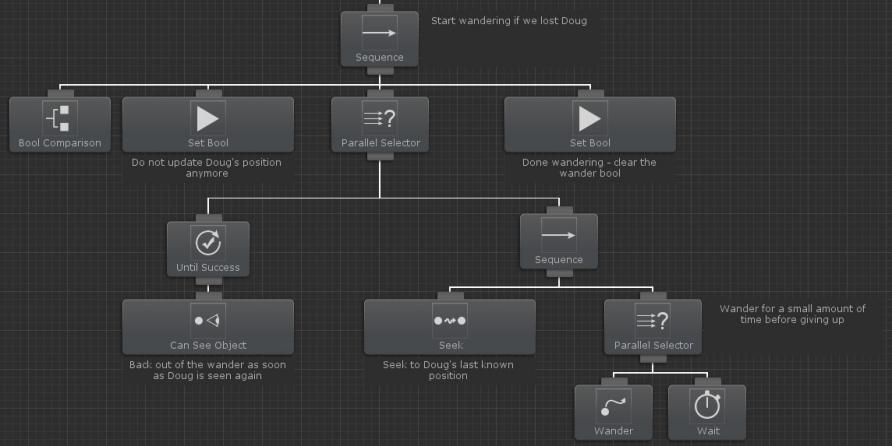 Start wandering if we lost Doug
Sequence
Bool Comparison
Set Bool
Parallel Selector
Set Bool
Do not update Doug's position
anymore
Done wandering - clear the
wander bool
Until Success
Sequence
Can See Object
Seek
Parallel Selector
Wander for a small amount of
time before giving up
Back out of the wander as soon
as Doug is seen again
Seek to Doug's last known
position
Wander
Wait